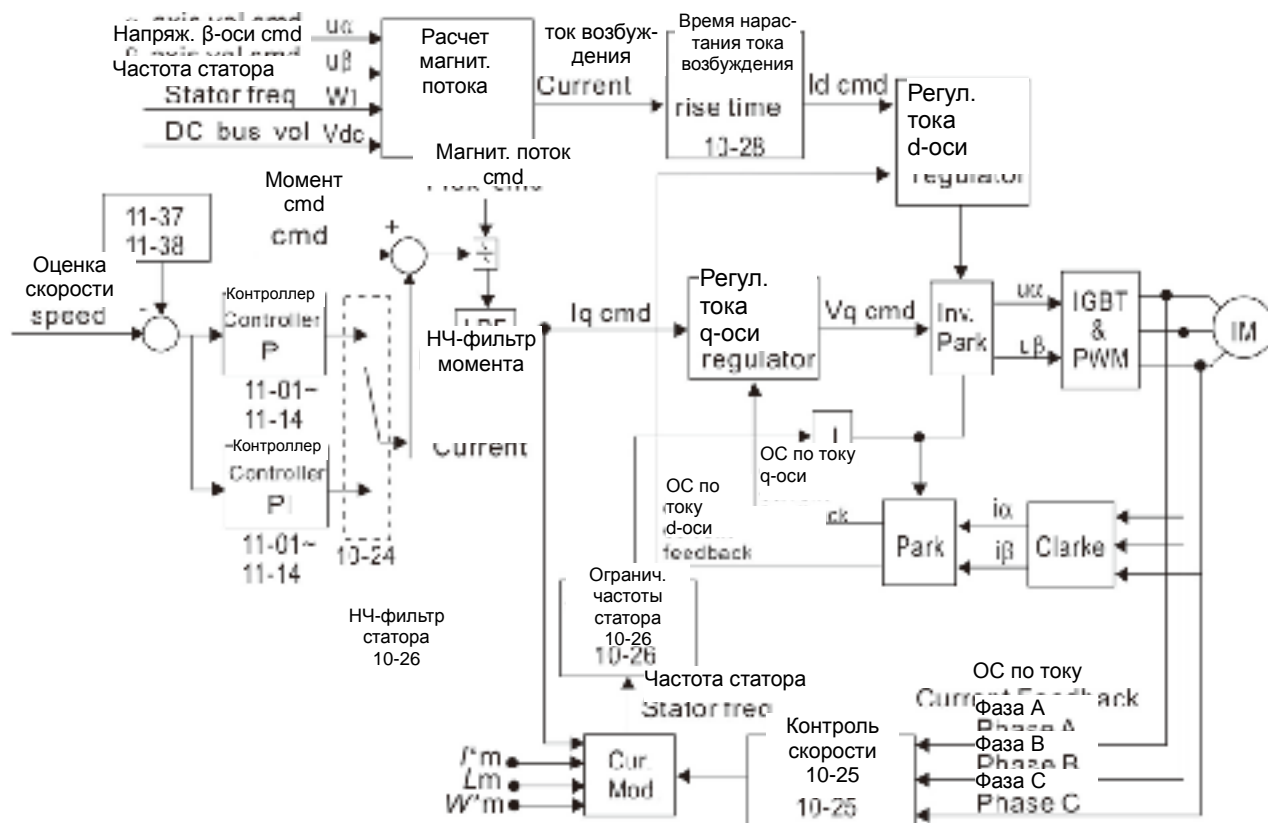 Напряж. β-оси cmd
uα
uβ
Частота статора
Stator freq
W1
DC bus vol
Vdc
Расчет
магнит.
потока
ток возбуж-
дения
Current
Время нарас-
тания тока
возбуждения
rise time
10-28
Id cmd
Регул.
тока
d-оси
regulator
Магнит. поток
cmd
Момент
cmd
cmd
11-37
11-38
+
-
÷
Оценка
скорости
speed
Контроллер
Controller
PI
11-01~
11-14
Контроллер
Controller
PI
11-01~
11-14
10-24
НЧ-фильтр
момента
Current
Iq cmd
Регул.
тока
q-оси
regulator
Vq cmd
Inv.
Park
uα
uβ
IGBT
&
PWM
IM
ОС по току
q-оси
ОС по
току
d-оси
feedback
Park
iα
iβ
Clarke
Огранич.
частоты
статора
10-26
10-26
НЧ-фильтр
статора
10-26
Частота статора
Stator freq
I*m
Lm
W*m
Cur.
Mod.
Контроль
скорости
10-25
10-25
ОС по току
Current Feedback
Фаза A
Phase A
Фаза B
Phase B
Фаза C
Phase C